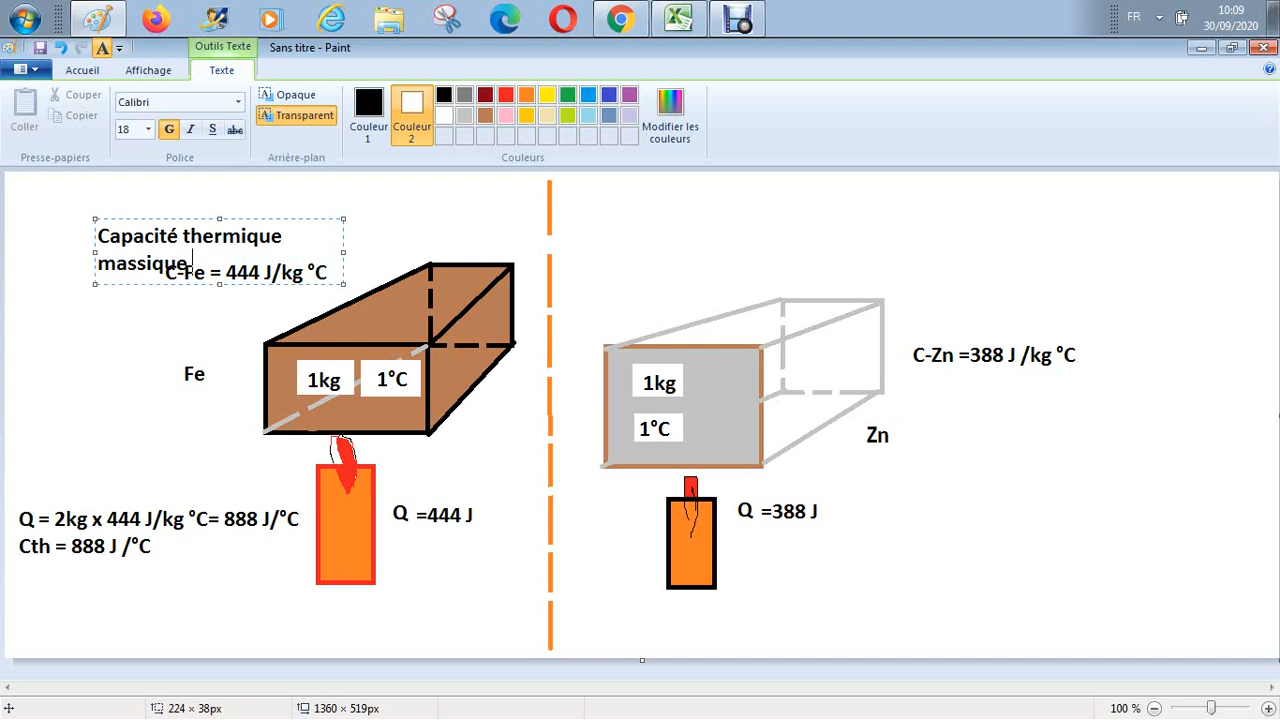 FR
10:09
30/09/2020
Outils Texte
Sans titre - Paint
Accueil
Affichage
Texte
Coller
Couper
Copier
Presse-papiers
Calibri
18
G I S abc
Police
Opaque
Transparent
Arrière-plan
Couleur 1
Couleur 2
Modifier les couleurs
Couleurs
Capacité thermique
massique
C-Fe = 444 J/kg °C
Fe
1kg
1°C
Q = 2kg x 444 J/kg °C= 888 J/°C
Cth = 888 J /°C
Q =444 J
1kg
1°C
C-Zn =388 J /kg °C
Zn
Q =388 J
224 × 38px
1360 × 519px
100 %